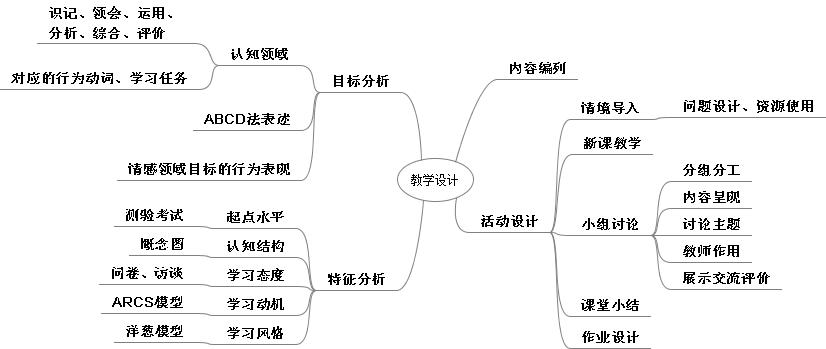 教学设计
目标分析
认知领域
识记、领会、运用、
分析、综合、评价
对应的行为动词、学习任务
ABCD法表述
情感领域目标的行为表现
特征分析
起点水平
测验考试
认知结构
概念图
学习态度
问卷、访谈
学习动机
ARCS模型
学习风格
洋葱模型
内容编列
活动设计
情境导入
问题设计、资源使用
新课教学
小组讨论
分组分工
内容呈现
讨论主题
教师作用
展示交流评价
课堂小结
作业设计